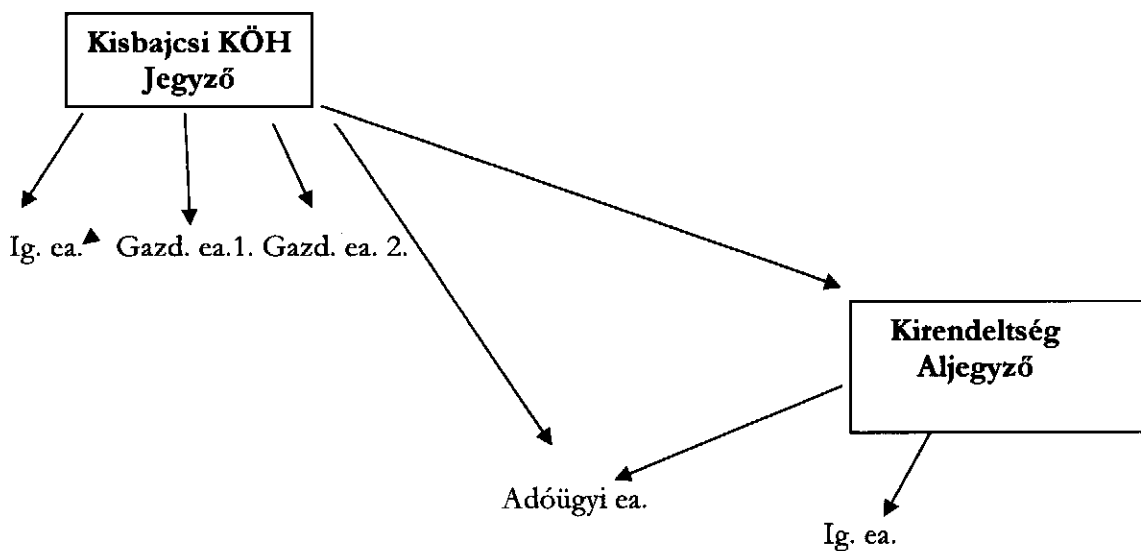 Kisbajcsi KÖH
Jegyző
Ig. ea. Gazd. ea.1. Gazd. ea. 2.
Kirendeltség
Aljegyző
Adóügyi ea.
Ig. ea.